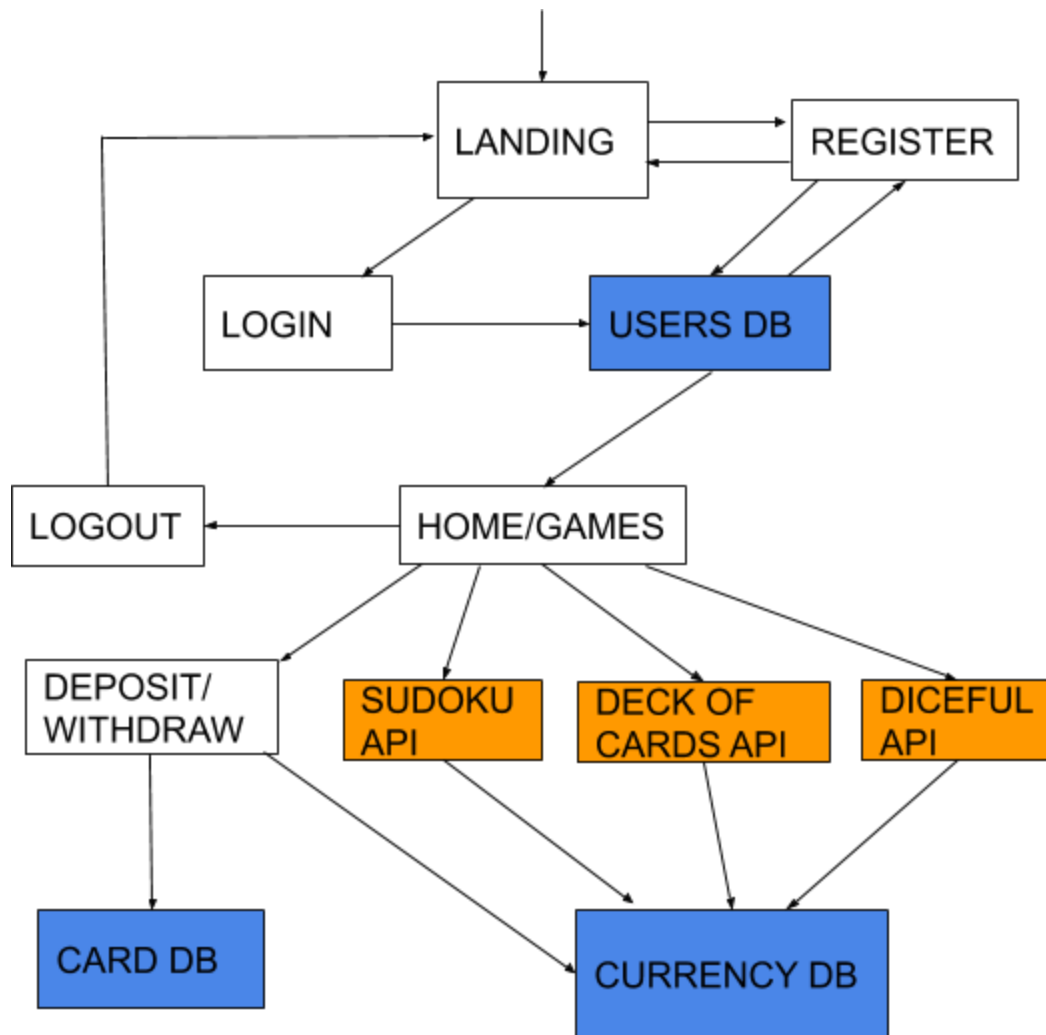 LANDING
REGISTER
LOGIN
USERS DB
LOGOUT
HOME/GAMES
DEPOSIT/
WITHDRAW
SUDOKU
API
DECK OF
CARDS API
DICEFUL
API
CARD DB
CURRENCY DB